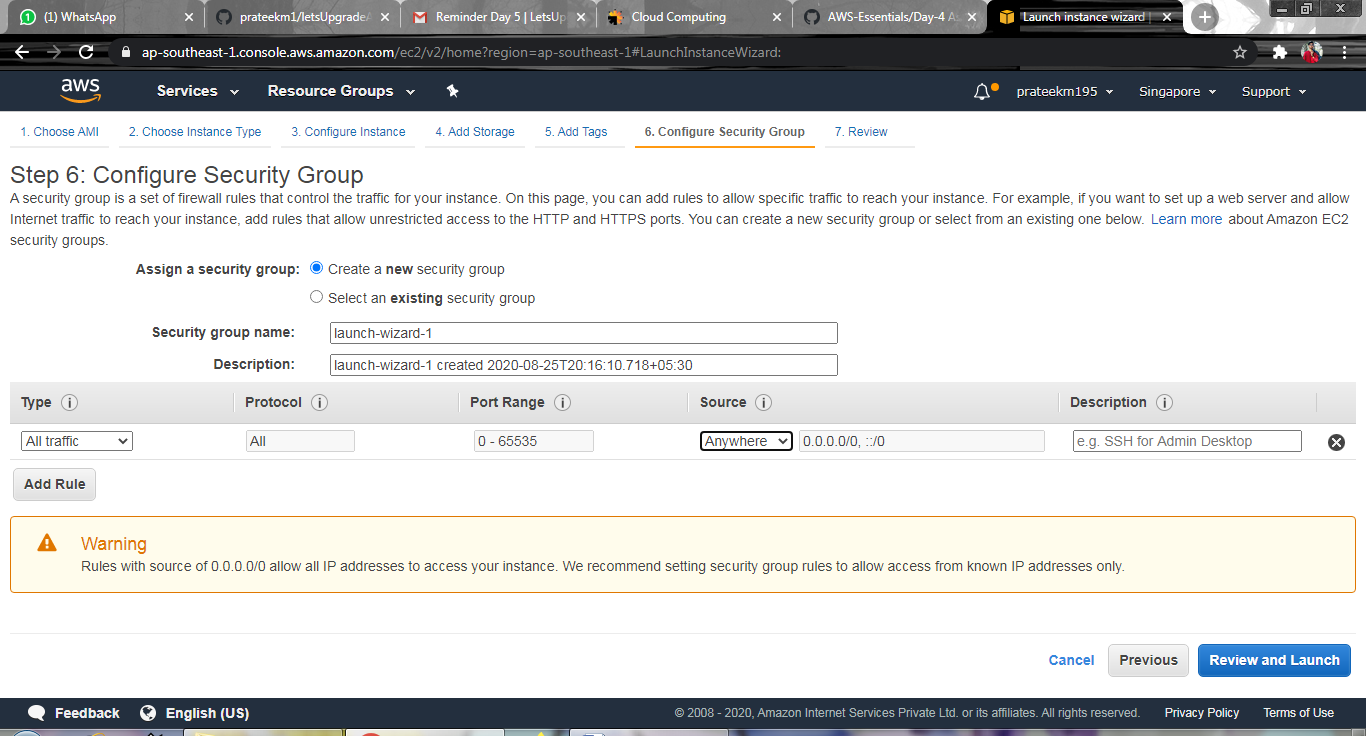 (1) WhatsApp
prateekm1/letsUpgradeA
Reminder Day 5 | LetsUp
Cloud Computing
AWS-Essentials/Day-4 As
Launch instance wizard |
ap-southeast-1.console.aws.amazon.com/ec2/v2/home?region=ap-southeast-1#LaunchInstanceWizard:
aws Services Resource Groups prateekm195 Singapore Support
1. Choose AMI 2. Choose Instance Type 3. Configure Instance 4. Add Storage 5. Add Tags 6. Configure Security Group 7. Review
Step 6: Configure Security Group
A security group is a set of firewall rules that control the traffic for your instance. On this page, you can add rules to allow specific traffic to reach your instance. For example, if you want to set up a web server and allow
Internet traffic to reach your instance, add rules that allow unrestricted access to the HTTP and HTTPS ports. You can create a new security group or select from an existing one below. Learn more about Amazon EC2
security groups.
Assign a security group: Create a new security group
Select an existing security group
Security group name: launch-wizard-1
Description: launch-wizard-1 created 2020-08-25T20:16:10.718+05:30
Type i Protocol i Port Range i Source i Description i
All traffic All 0 - 65535 Anywhere 0.0.0.0/0, ::/0 e.g. SSH for Admin Desktop
Add Rule
Warning
Rules with source of 0.0.0.0/0 allow all IP addresses to access your instance. We recommend setting security group rules to allow access from known IP addresses only.
Cancel Previous Review and Launch
Feedback English (US) © 2008 - 2020, Amazon Internet Services Private Ltd. or its affiliates. All rights reserved. Privacy Policy Terms of Use